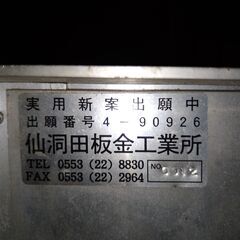 実用新案出願中
出願番号 4-90926
仙洞田板金工業所
TEL 0553 (22) 8830
FAX 0553 (22) 2964
NO